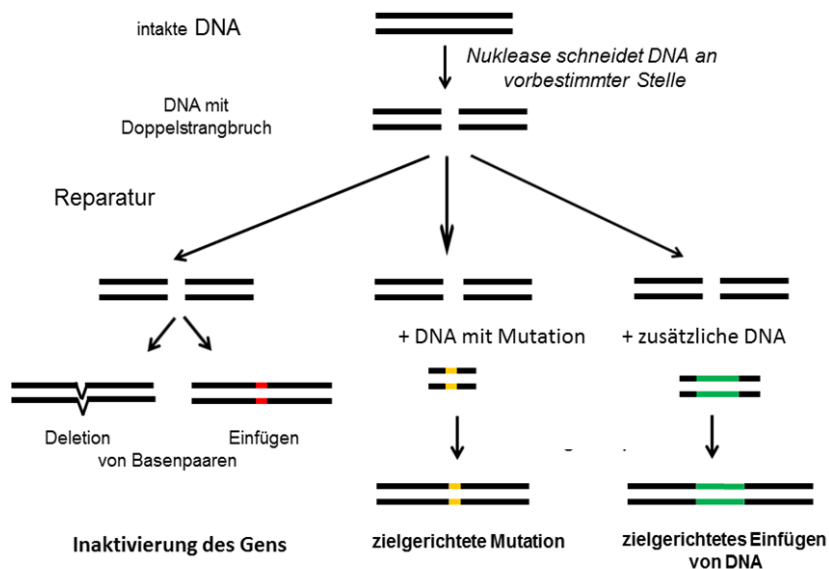 intakte DNA
Nuklease schneidet DNA an
vorbestimmter Stelle
DNA mit
Doppelstrangbruch
Reparatur
+ DNA mit Mutation
+ zusätzliche DNA
Deletion
Einfügen
von Basenpaaren
Inaktivierung des Gens
zielgerichtete Mutation
zielgerichtetes Einfügen
von DNA